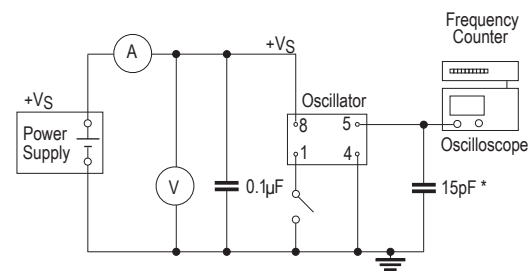 Frequency
Counter
A
+VS
+VS
Oscillator
Power
Supply
8
5
1
4
Oscilloscope
V
0.1µF
15pF *